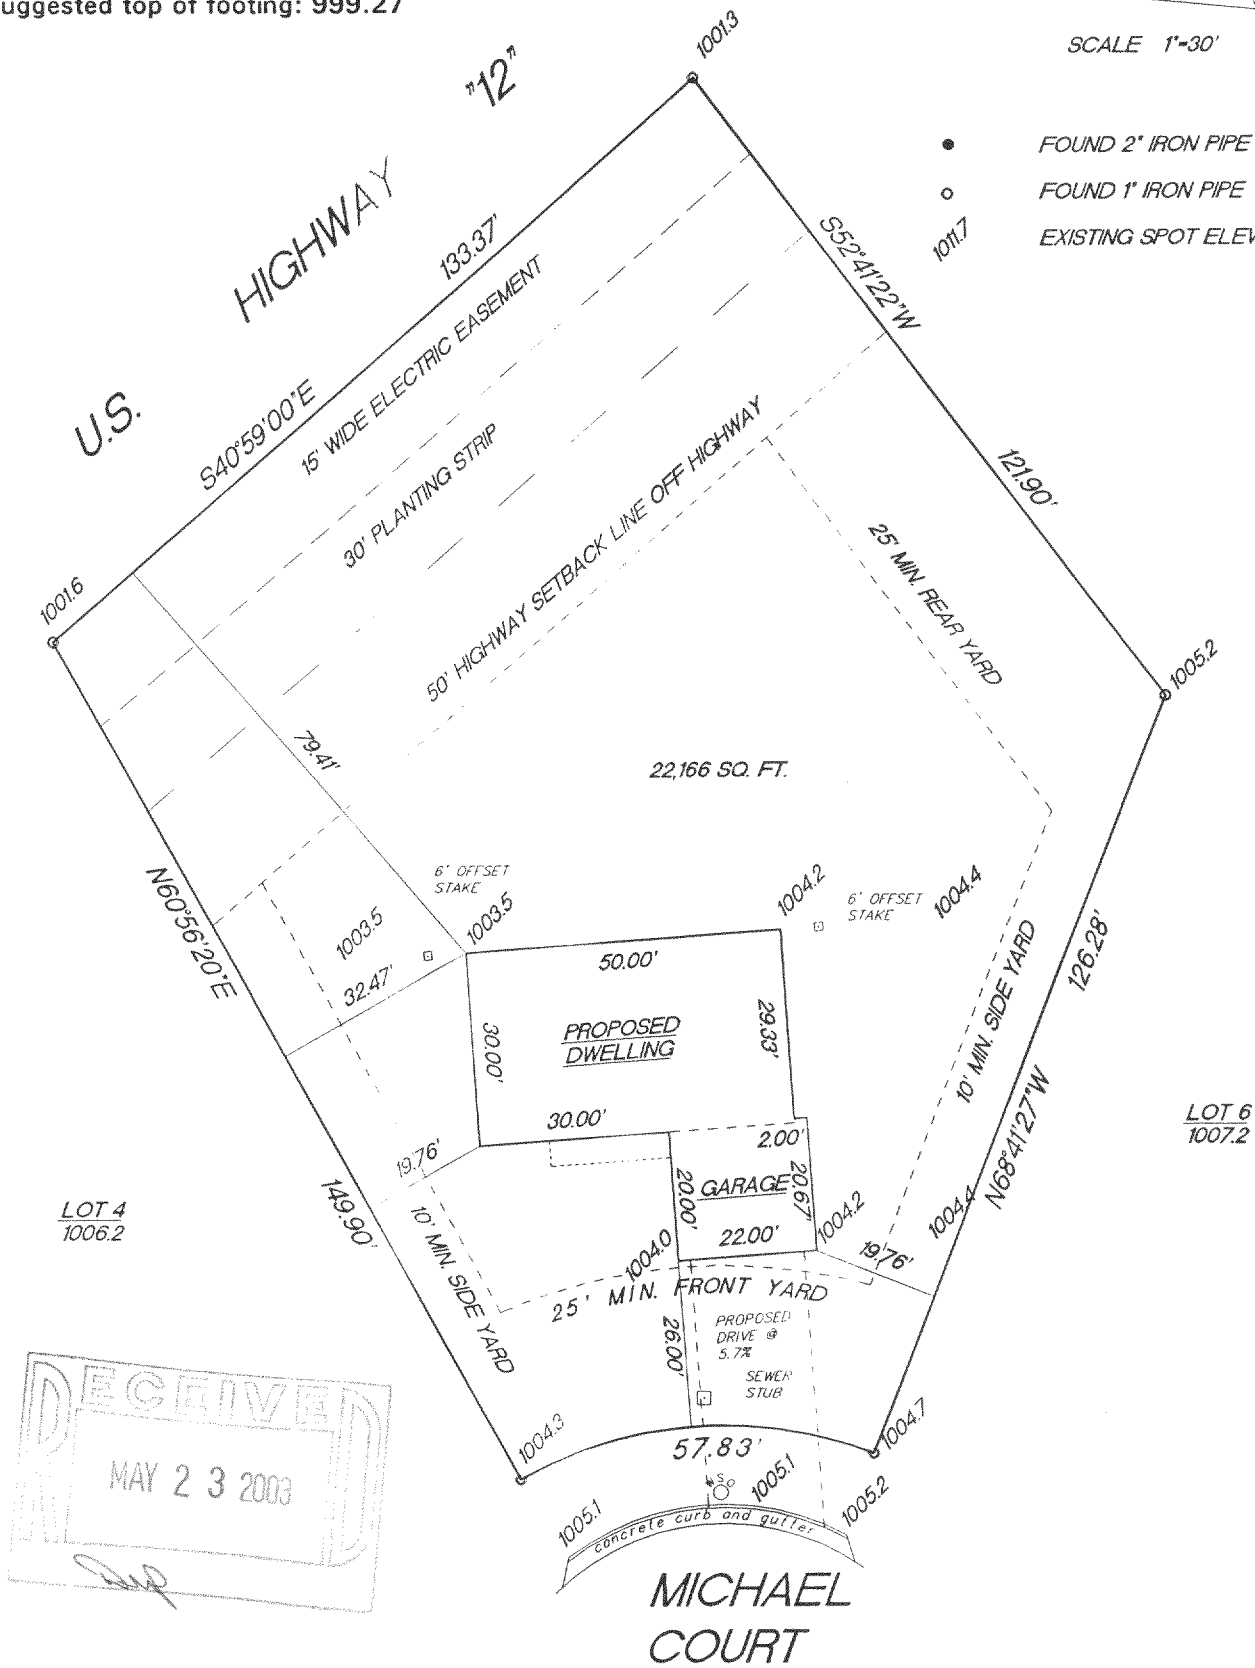 uggested top of footing: 999.27
SCALE 1"=30'
FOUND 2" IRON PIPE
FOUND 1" IRON PIPE
1011.7
EXISTING SPOT ELEV
1001.3
U.S. HIGHWAY "12"
133.37'
S40°59'00"E
15' WIDE ELECTRIC EASEMENT
30' PLANTING STRIP
50' HIGHWAY SETBACK LINE OFF HIGHWAY
S52°41'22"W
121.90'
25' MIN. REAR YARD
1001.6
1005.2
79.41'
22,166 SQ. FT.
6' OFFSET
STAKE
1003.5
1003.5
32.47'
1004.2
6' OFFSET
STAKE
1004.4
N60°56'20"E
50.00'
30.00'
PROPOSED
DWELLING
29.33'
126.28'
10' MIN. SIDE YARD
N68°41'27"W
30.00'
2.00'
19.76'
LOT 6
1007.2
LOT 4
1006.2
149.90'
10' MIN. SIDE YARD
20.00'
GARAGE
20.67'
22.00'
1004.0
1004.2
1004.4
19.76'
25' MIN. FRONT YARD
26.00'
PROPOSED
DRIVE @
5.7%
SEWER
STUB
1004.3
57.83'
1004.7
S
1005.1
1005.1
1005.2
concrete curb and gutter
MICHAEL
COURT
RECEIVED
MAY 23 2003